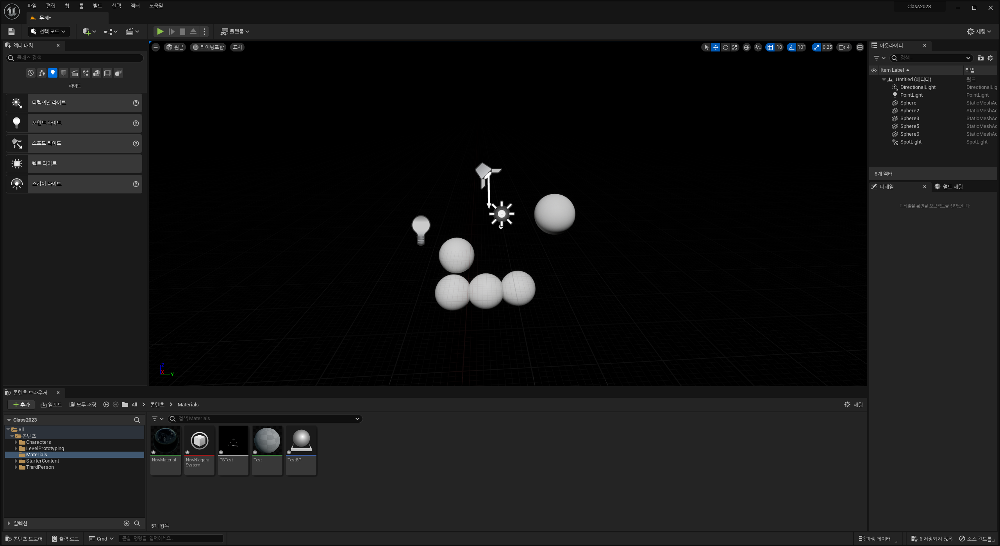 파일 편집 창 툴 빌드 선택 액터 도움말
Class2023
무제*
선택 모드
플랫폼
세팅
액터 배치
클래스 검색
라이트
디렉셔널 라이트
포인트 라이트
스포트 라이트
렉트 라이트
스카이 라이트
원근 라이팅포함 표시
10 10° 0.25 4
Z
X
Y
아웃라이너
검색...
Item Label 타입
Untitled (에디터) 월드
DirectionalLight DirectionalLig
PointLight PointLight
Sphere StaticMeshAc
Sphere2 StaticMeshAc
Sphere3 StaticMeshAc
Sphere5 StaticMeshAc
Sphere6 StaticMeshAc
SpotLight SpotLight
8개 액터
디테일 월드 세팅
디테일을 확인할 오브젝트를 선택합니다.
콘텐츠 브라우저
추가 임포트 모두 저장 All 콘텐츠 Materials
세팅
Class2023
All
콘텐츠
Characters
LevelPrototyping
Materials
StarterContent
ThirdPerson
컬렉션
검색 Materials
No Image
NewMaterial
NewNiagara
System
PSTest
Test
TestBP
5개 항목
콘텐츠 드로어 출력 로그 Cmd 콘솔 명령을 입력하세요.
파생 데이터 6 저장되지 않음 소스 컨트롤